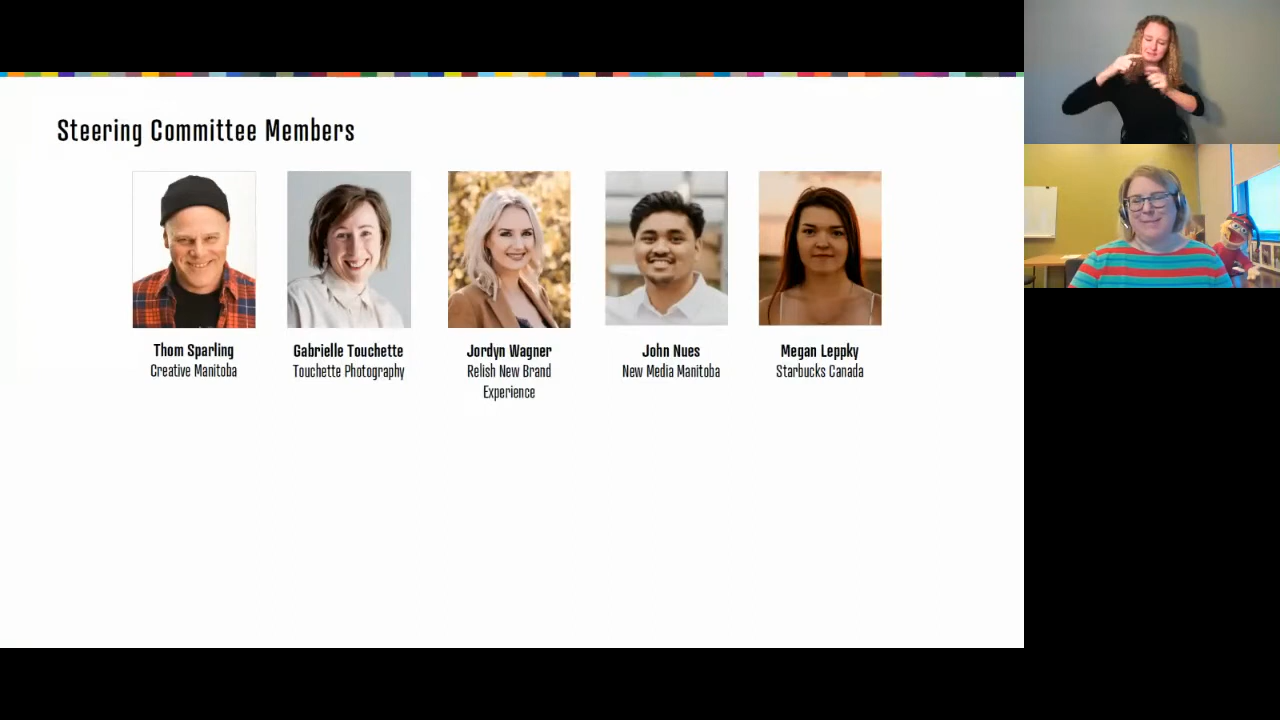 Steering Committee Members
Thom Sparling
Creative Manitoba
Gabrielle Touchette
Touchette Photography
Jordyn Wagner
Relish New Brand
Experience
John Nues
New Media Manitoba
Megan Leppky
Starbucks Canada